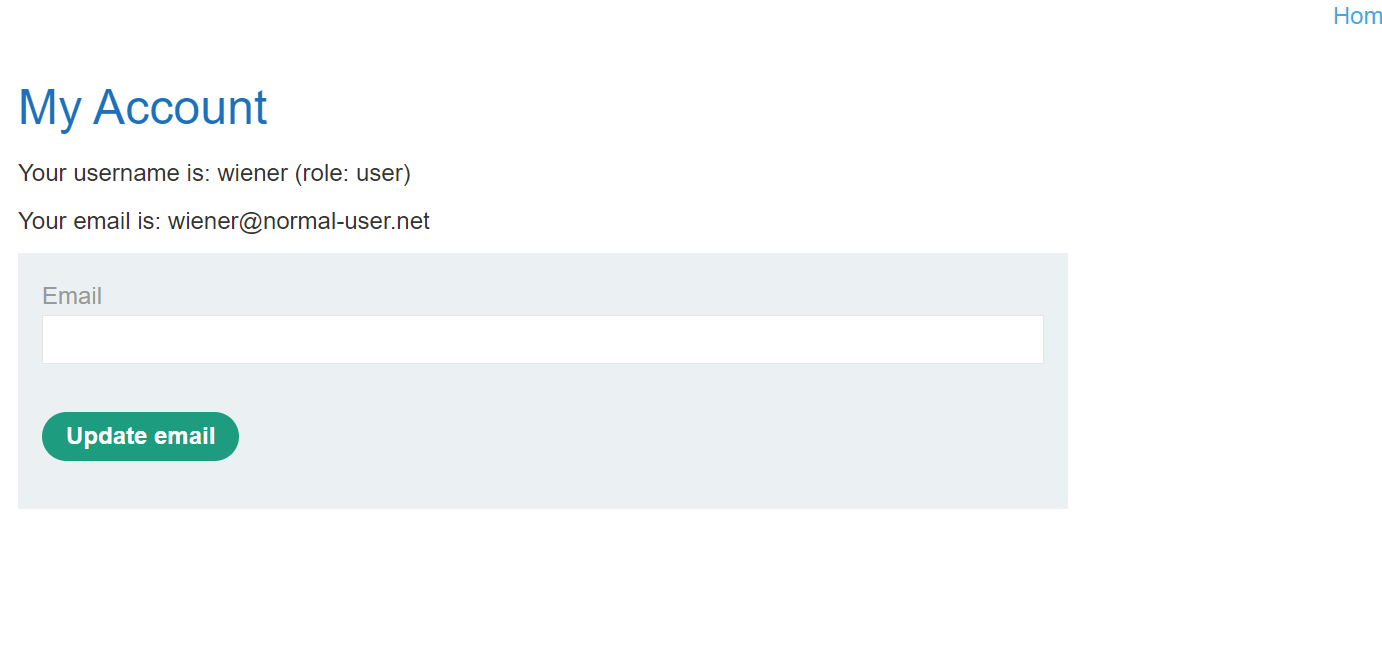 Hom
My Account
Your username is: wiener (role: user)
Your email is: wiener@normal-user.net
Email
Update email